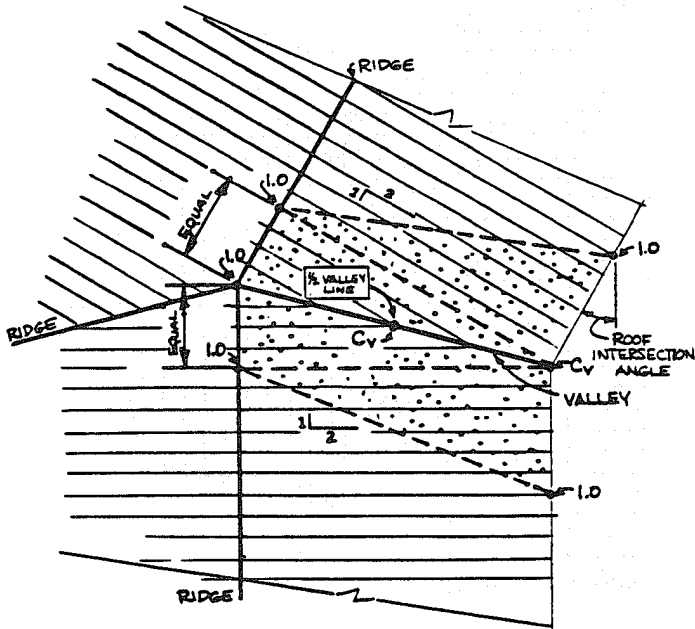 RIDGE
1.0
1 2
EQUAL
1.0
1.0
½ VALLEY
LINE
RIDGE
EQUAL
1.0
Cv
ROOF
INTERSECTION
ANGLE
Cv
VALLEY
1 2
1.0
RIDGE